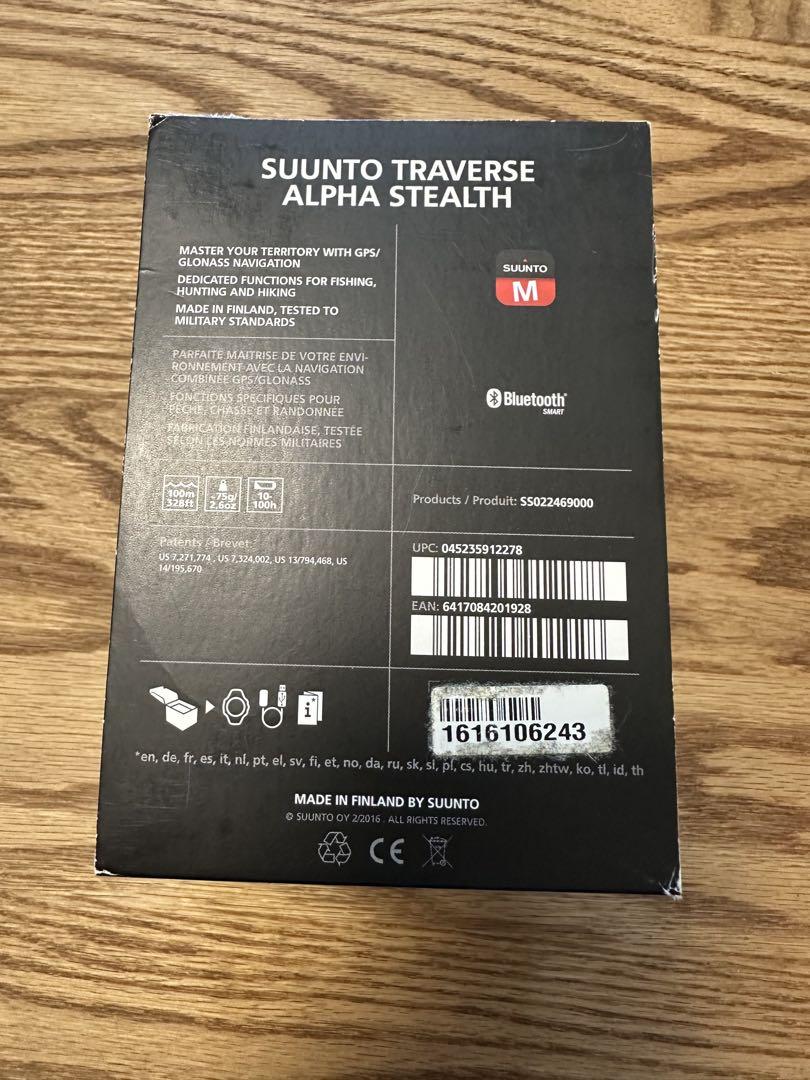 SUUNTO TRAVERSE
ALPHA STEALTH
MASTER YOUR TERRITORY WITH GPS/
GLONASS NAVIGATION
DEDICATED FUNCTIONS FOR FISHING,
HUNTING AND HIKING
MADE IN FINLAND, TESTED TO
MILITARY STANDARDS
PARFAITE MAITRISE DE VOTRE ENVI-
RONNEMENT AVEC LA NAVIGATION
COMBINÉE GPS/GLONASS
FONCTIONS SPECIFIQUES POUR
PECHE, CHASSE ET RANDONNÉE
FABRICATION FINLANDAISE, TESTÉE
SELON LES NORMES MILITAIRES
SUUNTO
M
Bluetooth®
SMART
100m
328ft
~75g/
2,6oz
10-
100h
Products / Produit: SS022469000
Patents / Brevet:
US 7,271,774 , US 7,324,002, US 13/794,468, US
14/195,670
UPC: 045235912278
EAN: 6417084201928
i*
1616106243
*en, de, fr, es, it, nl, pt, el, sv, fi, et, no, da, ru, sk, sl, pl, cs, hu, tr, zh, zhtw, ko, tl, id, th
MADE IN FINLAND BY SUUNTO
© SUUNTO OY 2/2016 . ALL RIGHTS RESERVED.
CE